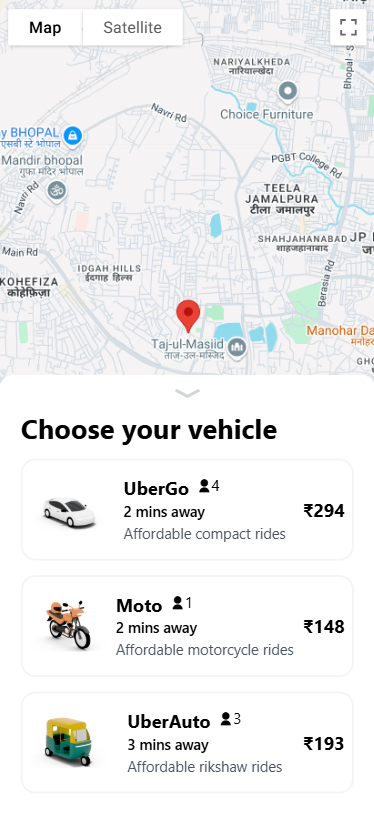 Map
Satellite
NARIYALKHEDA
नारियालखेदा
Choice Furniture
Navri Rd
y BHOPAL
एसबी स्टे भोपाल
Mandir bhopal
गुफा मंदिर भोपाल
PGBT College Rd
Bhopal - S
TEELA
JAMALPURA
टीला जमालपुर
Navri Rd
SHAHJAHANABAD
शाहजहानाबाद
JP
Main Rd
IDGAH HILLS
ईदगाह हिल्स
KOHEFIZA
कोहेफ़िज़ा
Berasia Rd
Manohar Da
मनोहर
Taj-ul-Masjid
ताज-उल-मस्जिद
GHO
Choose your vehicle
UberGo 4
2 mins away
Affordable compact rides
₹294
Moto 1
2 mins away
Affordable motorcycle rides
₹148
UberAuto 3
3 mins away
Affordable rikshaw rides
₹193